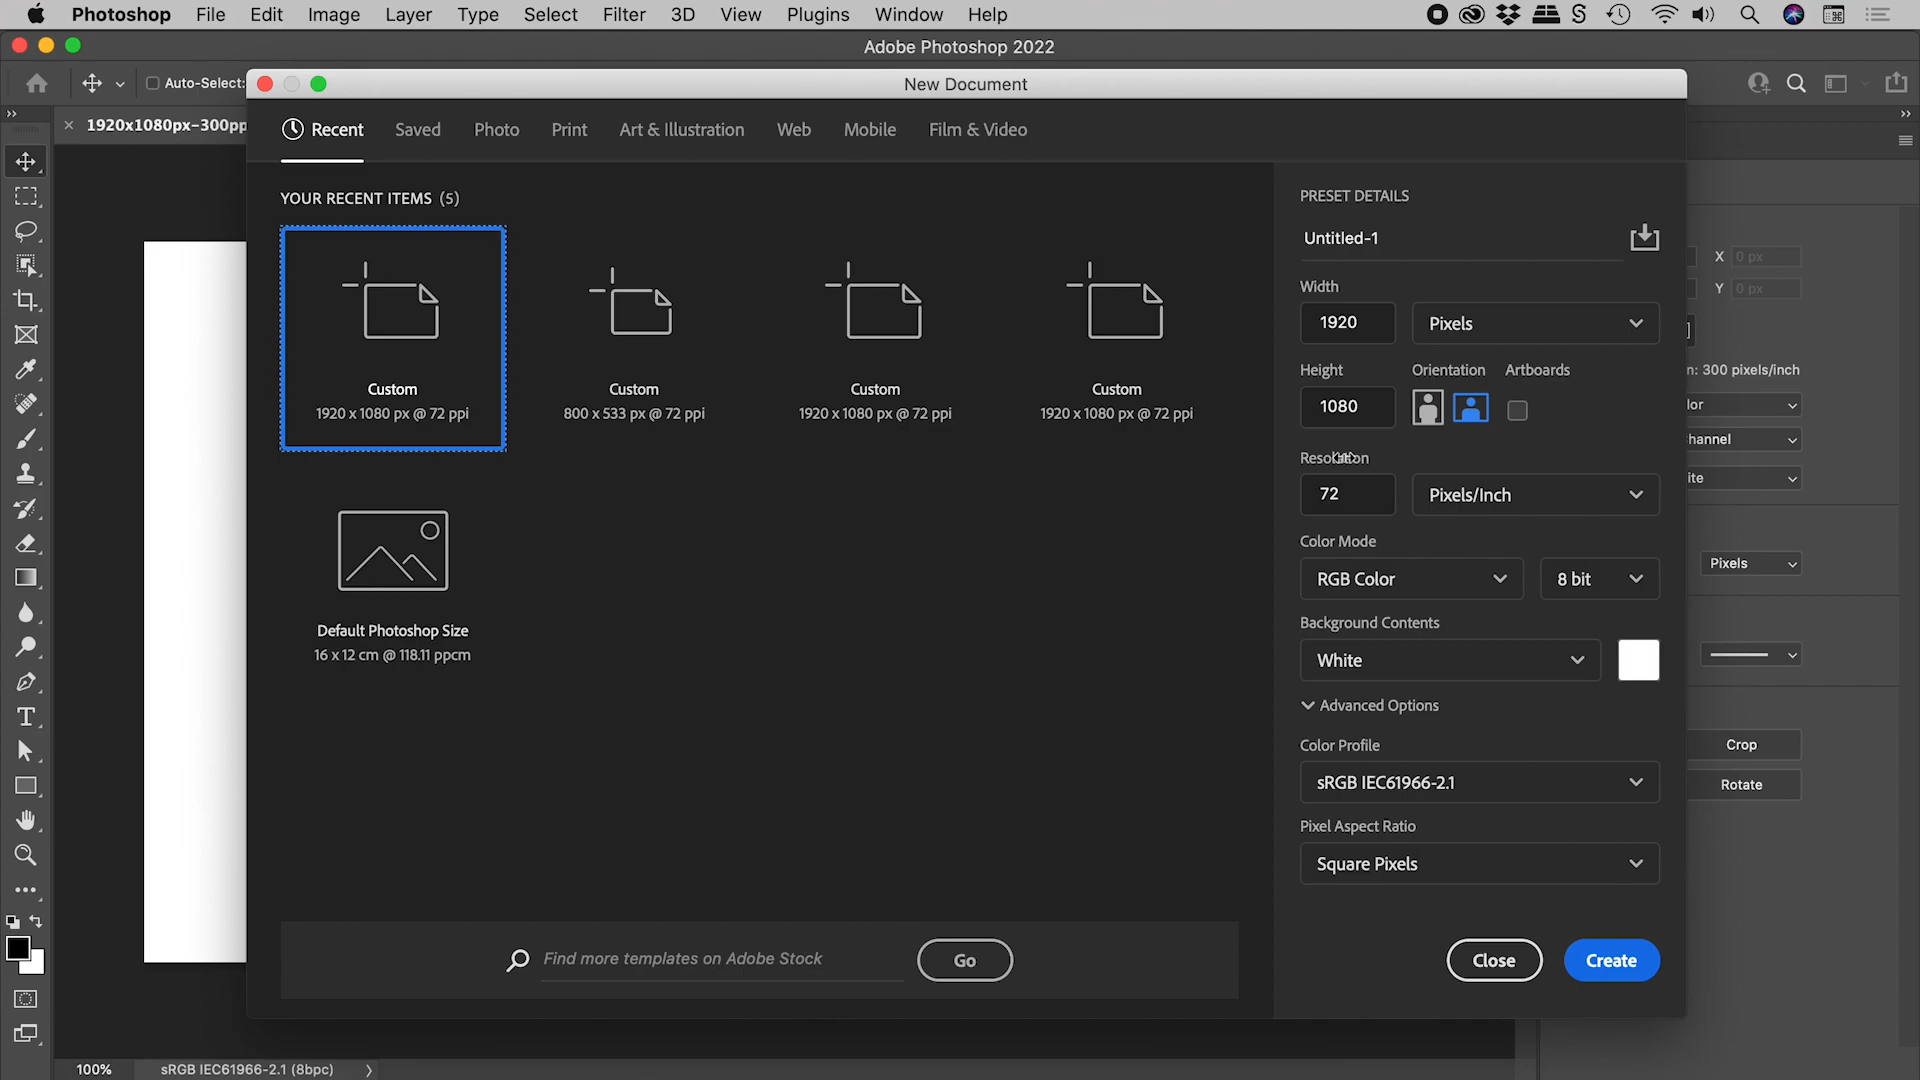 Photoshop File Edit Image Layer Type Select Filter 3D View Plugins Window Help
Adobe Photoshop 2022
Auto-Select:
New Document
1920x1080px-300pp
Recent Saved Photo Print Art & Illustration Web Mobile Film & Video
YOUR RECENT ITEMS (5)
Custom
1920 x 1080 px @ 72 ppi
Custom
800 x 533 px @ 72 ppi
Custom
1920 x 1080 px @ 72 ppi
Custom
1920 x 1080 px @ 72 ppi
Default Photoshop Size
16 x 12 cm @ 118.11 ppcm
Find more templates on Adobe Stock
Go
PRESET DETAILS
Untitled-1
Width
1920 Pixels
Height Orientation Artboards
1080
Resolution
72 Pixels/Inch
Color Mode
RGB Color 8 bit
Background Contents
White
Advanced Options
Color Profile
sRGB IEC61966-2.1
Pixel Aspect Ratio
Square Pixels
Close Create
X 0 px
Y 0 px
n: 300 pixels/inch
lor
hannel
ite
Pixels
Crop
Rotate
100% sRGB IEC61966-2.1 (8bpc)